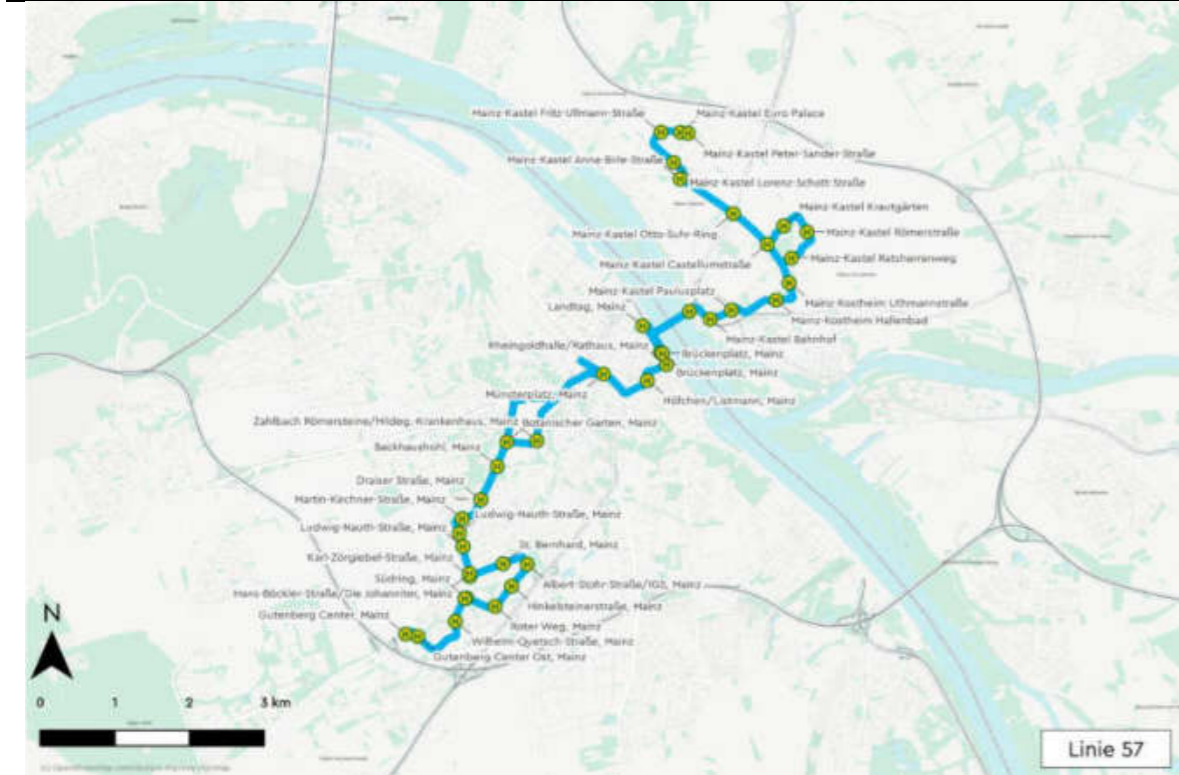 Mainz-Kastel Fritz-Ullmann-Straße
Mainz-Kastel Euro Palace
Mainz-Kastel Peter-Sander-Straße
Mainz-Kastel Anne-Birle-Straße
Mainz-Kastel Lorenz-Schott-Straße
Mainz-Kastel Krautgärten
Mainz-Kastel Otto-Suhr-Ring
Mainz-Kastel Römerstraße
Mainz-Kastel Castellumstraße
Mainz-Kastel Ratsherrenweg
Mainz-Kastel Paulusplatz
Mainz-Kostheim Uthmannstraße
Landtag, Mainz
Mainz-Kostheim Hallenbad
Mainz-Kastel Bahnhof
Rheingoldhalle/Rathaus, Mainz
Brückenplatz, Mainz
Brückenplatz, Mainz
Münsterplatz, Mainz
Höfchen/Listmann, Mainz
Zahlbach Römersteine/Hildeg. Krankenhaus, Mainz
Botanischer Garten, Mainz
Backhaushohl, Mainz
Draiser Straße, Mainz
Martin-Kirchner-Straße, Mainz
Ludwig-Nauth-Straße, Mainz
Ludwig-Nauth-Straße, Mainz
Karl-Zörgiebel-Straße, Mainz
St. Bernhard, Mainz
Südring, Mainz
Albert-Stohr-Straße/IGS, Mainz
Hans-Böckler-Straße/Die Johanniter, Mainz
Hinkelsteinerstraße, Mainz
Gutenberg Center, Mainz
Roter Weg, Mainz
Wilhelm-Quetsch-Straße, Mainz
Gutenberg Center Ost, Mainz
N
0 1 2 3 km
Linie 57